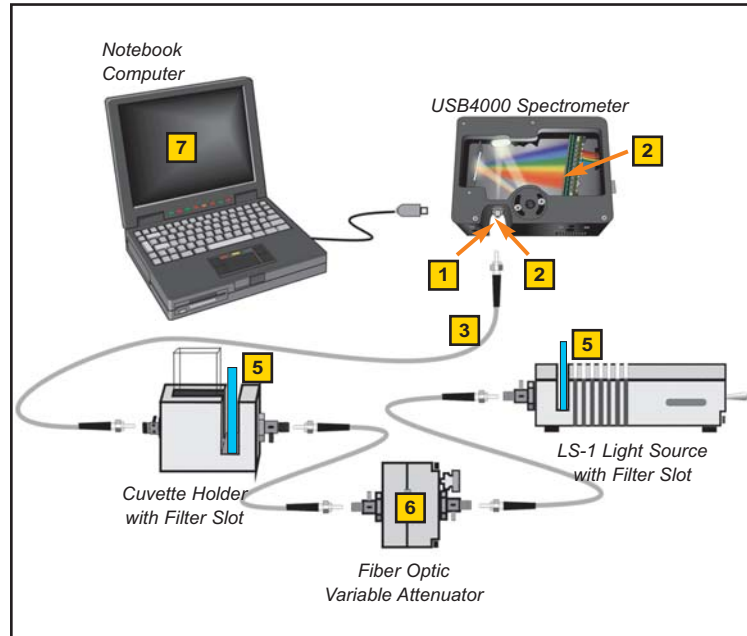 Notebook
Computer
USB4000 Spectrometer
7
2
1
2
3
5
5
LS-1 Light Source
with Filter Slot
Cuvette Holder
with Filter Slot
6
Fiber Optic
Variable Attenuator